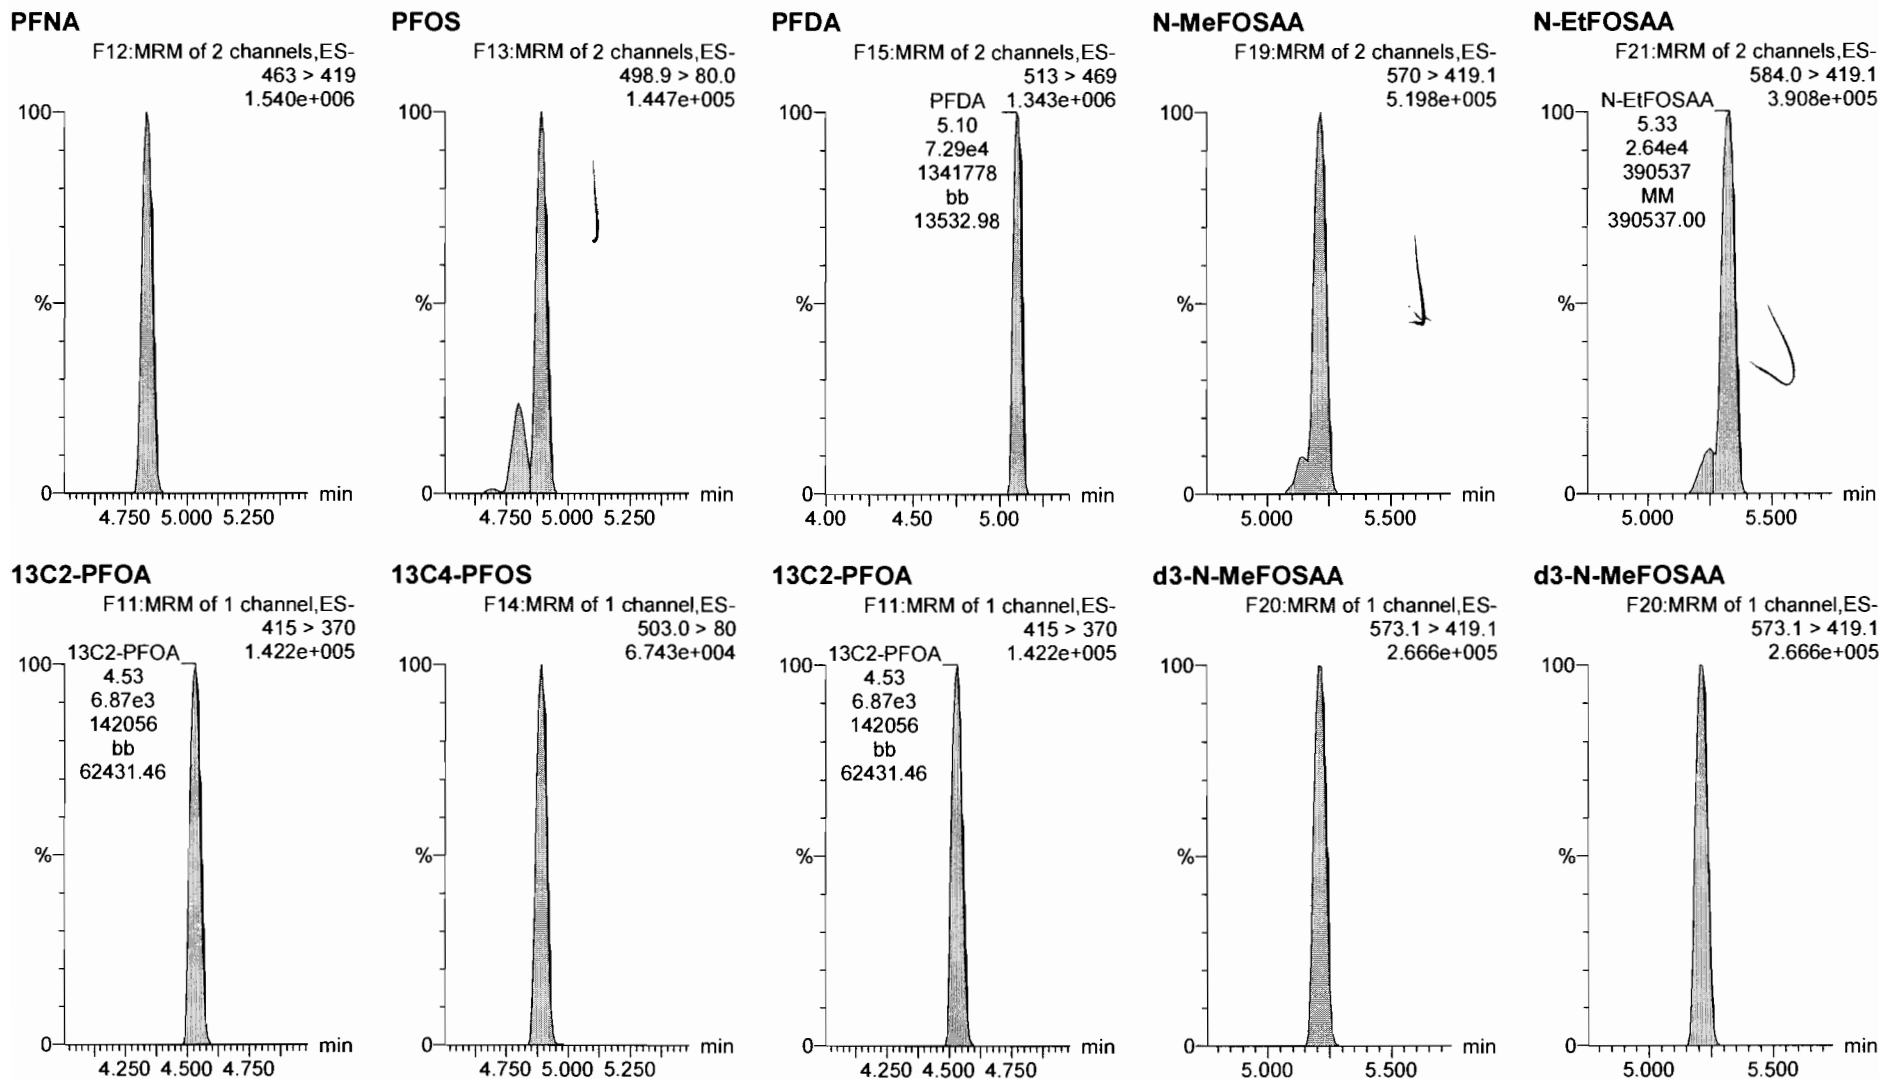 PFNA
F12:MRM of 2 channels,ES-
463 > 419
1.540e+006
100
%
0
min
4.750 5.000 5.250
PFOS
F13:MRM of 2 channels,ES-
498.9 > 80.0
1.447e+005
100
%
0
min
4.750 5.000 5.250
PFDA
F15:MRM of 2 channels,ES-
513 > 469
1.343e+006
PFDA
5.10
7.29e4
1341778
bb
13532.98
100
%
0
min
4.00 4.50 5.00
N-MeFOSAA
F19:MRM of 2 channels,ES-
570 > 419.1
5.198e+005
100
%
0
min
5.000 5.500
N-EtFOSAA
F21:MRM of 2 channels,ES-
584.0 > 419.1
3.908e+005
N-EtFOSAA
5.33
2.64e4
390537
MM
390537.00
100
%
0
min
5.000 5.500
13C2-PFOA
F11:MRM of 1 channel,ES-
415 > 370
1.422e+005
13C2-PFOA
4.53
6.87e3
142056
bb
62431.46
100
%
0
min
4.250 4.500 4.750
13C4-PFOS
F14:MRM of 1 channel,ES-
503.0 > 80
6.743e+004
100
%
0
min
4.750 5.000 5.250
13C2-PFOA
F11:MRM of 1 channel,ES-
415 > 370
1.422e+005
13C2-PFOA
4.53
6.87e3
142056
bb
62431.46
100
%
0
min
4.250 4.500 4.750
d3-N-MeFOSAA
F20:MRM of 1 channel,ES-
573.1 > 419.1
2.666e+005
100
%
0
min
5.000 5.500
d3-N-MeFOSAA
F20:MRM of 1 channel,ES-
573.1 > 419.1
2.666e+005
100
%
0
min
5.000 5.500